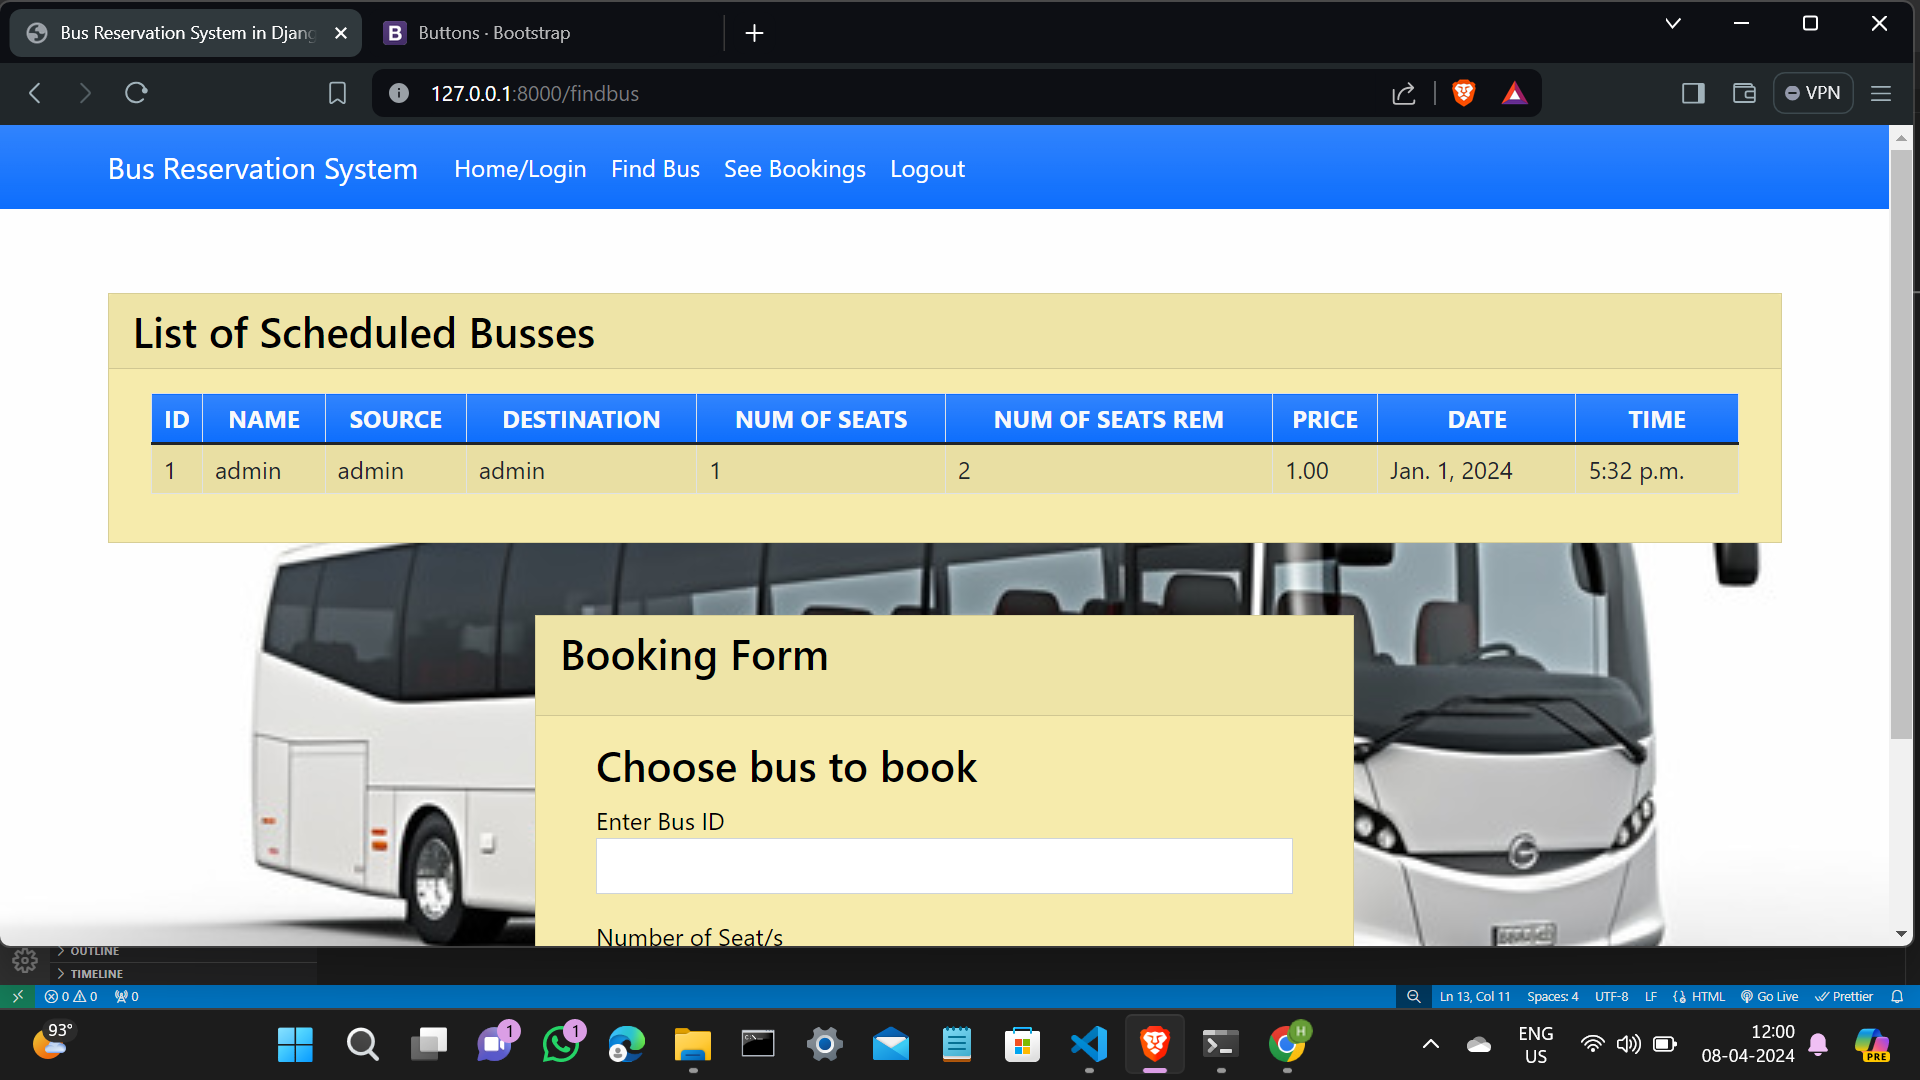 Bus Reservation System in Djang
Buttons · Bootstrap
127.0.0.1:8000/findbus
VPN
Bus Reservation System Home/Login Find Bus See Bookings Logout
List of Scheduled Busses
ID NAME SOURCE DESTINATION NUM OF SEATS NUM OF SEATS REM PRICE DATE TIME
1 admin admin admin 1 2 1.00 Jan. 1, 2024 5:32 p.m.
Booking Form
Choose bus to book
Enter Bus ID
Number of Seat/s
OUTLINE
TIMELINE
0 0 0 Ln 13, Col 11 Spaces: 4 UTF-8 LF HTML Go Live Prettier
93° 1 1 H ENG US 12:00 08-04-2024 PRE